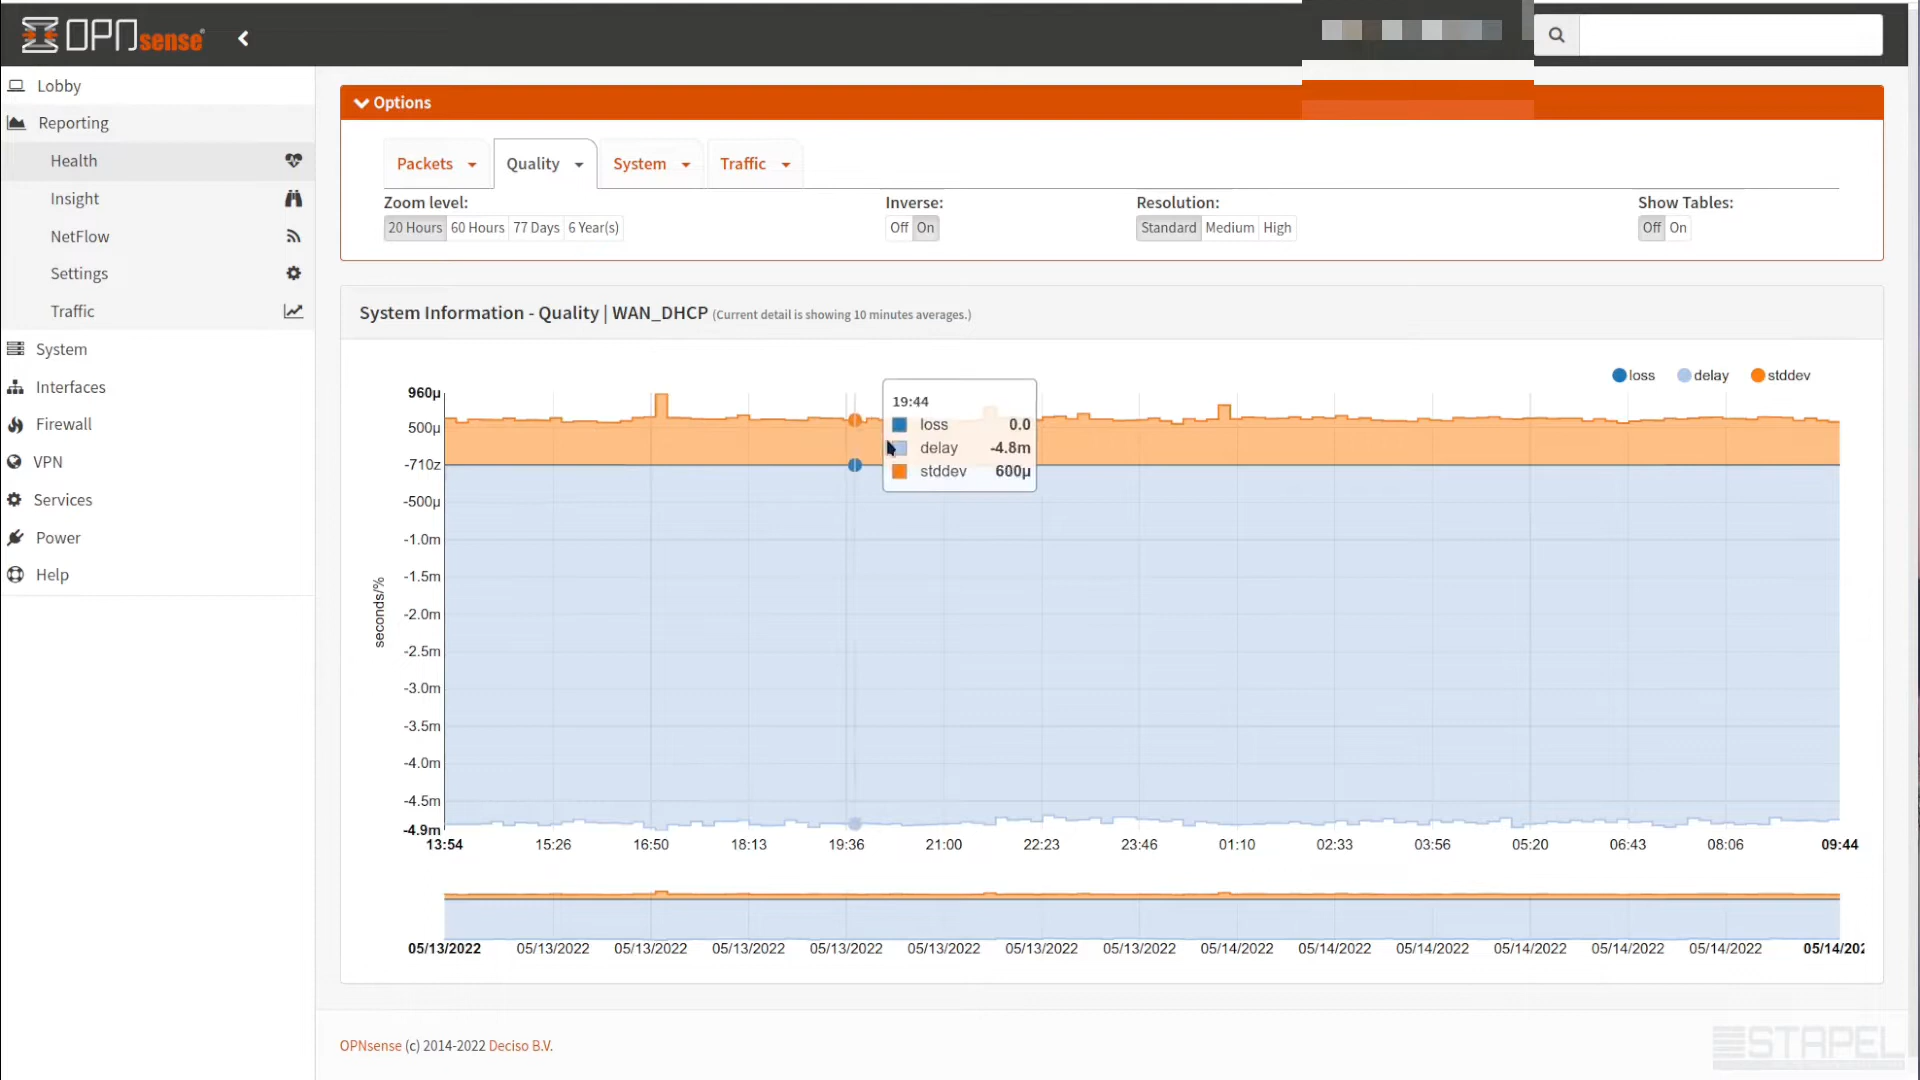 OPNsense
Lobby
Reporting
Health
Insight
NetFlow
Settings
Traffic
System
Interfaces
Firewall
VPN
Services
Power
Help
Options
Packets Quality System Traffic
Zoom level: Inverse: Resolution: Show Tables:
20 Hours 60 Hours 77 Days 6 Year(s) Off On Standard Medium High Off On
System Information - Quality | WAN_DHCP (Current detail is showing 10 minutes averages.)
loss delay stddev
960µ
500µ
-710z
-500µ
-1.0m
-1.5m
-2.0m
-2.5m
-3.0m
-3.5m
-4.0m
-4.5m
-4.9m
seconds/%
19:44
loss 0.0
delay -4.8m
stddev 600µ
13:54 15:26 16:50 18:13 19:36 21:00 22:23 23:46 01:10 02:33 03:56 05:20 06:43 08:06 09:44
05/13/2022 05/13/2022 05/13/2022 05/13/2022 05/13/2022 05/13/2022 05/13/2022 05/13/2022 05/14/2022 05/14/2022 05/14/2022 05/14/2022 05/14/2022 05/14/2022 05/14/202
OPNsense (c) 2014-2022 Deciso B.V.
STAPEL